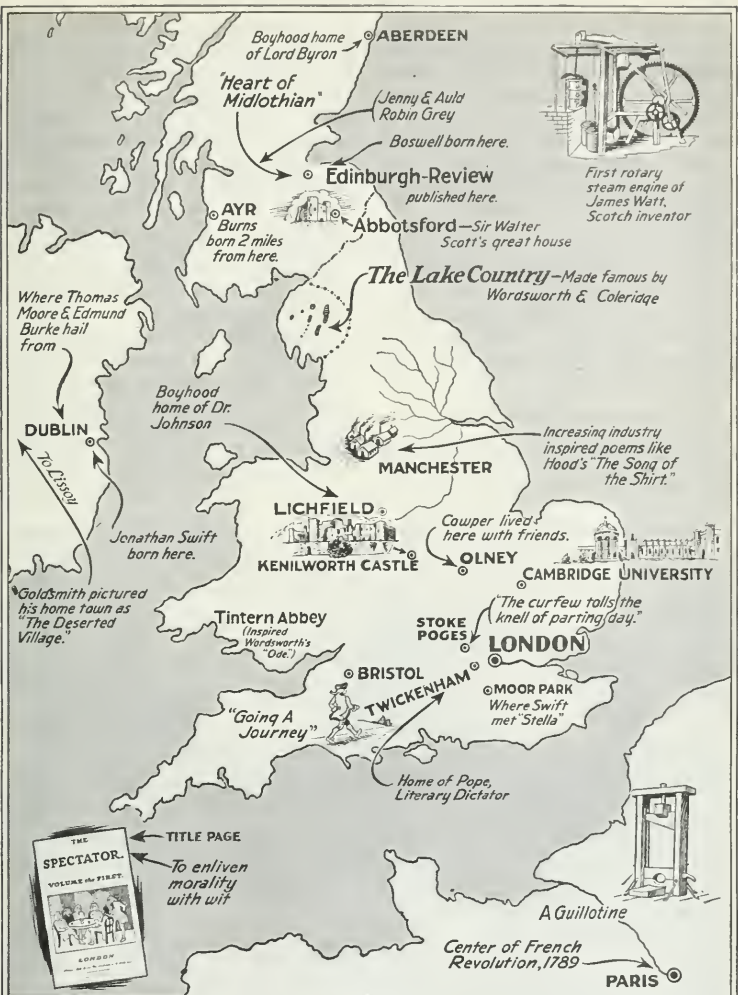 Boyhood home
of Lord Byron
ABERDEEN
"Heart of
Midlothian"
Jenny & Auld
Robin Grey
Boswell born here.
Edinburgh-Review
published here.
First rotary
steam engine of
James Watt,
Scotch inventor
AYR
Burns
born 2 miles
from here.
Abbotsford—Sir Walter
Scott's great house
The Lake Country—Made famous by
Wordsworth & Coleridge
Where Thomas
Moore & Edmund
Burke hail
from
Boyhood
home of Dr.
Johnson
DUBLIN
To Lissoy
Increasing industry
inspired poems like
Hood's "The Song of
the Shirt."
MANCHESTER
Jonathan Swift
born here.
LICHFIELD
KENILWORTH CASTLE
Cowper lived
here with friends.
OLNEY
CAMBRIDGE UNIVERSITY
Goldsmith pictured
his home town as
"The Deserted
Village."
Tintern Abbey
(Inspired
Wordsworth's
"Ode.")
"The curfew tolls the
knell of parting day."
STOKE
POGES
LONDON
BRISTOL
TWICKENHAM
MOOR PARK
Where Swift
met "Stella"
"Going A
Journey"
Home of Pope,
Literary Dictator
THE
SPECTATOR.
VOLUME the FIRST.
LONDON
TITLE PAGE
To enliven
morality
with wit
A Guillotine
Center of French
Revolution, 1789
PARIS